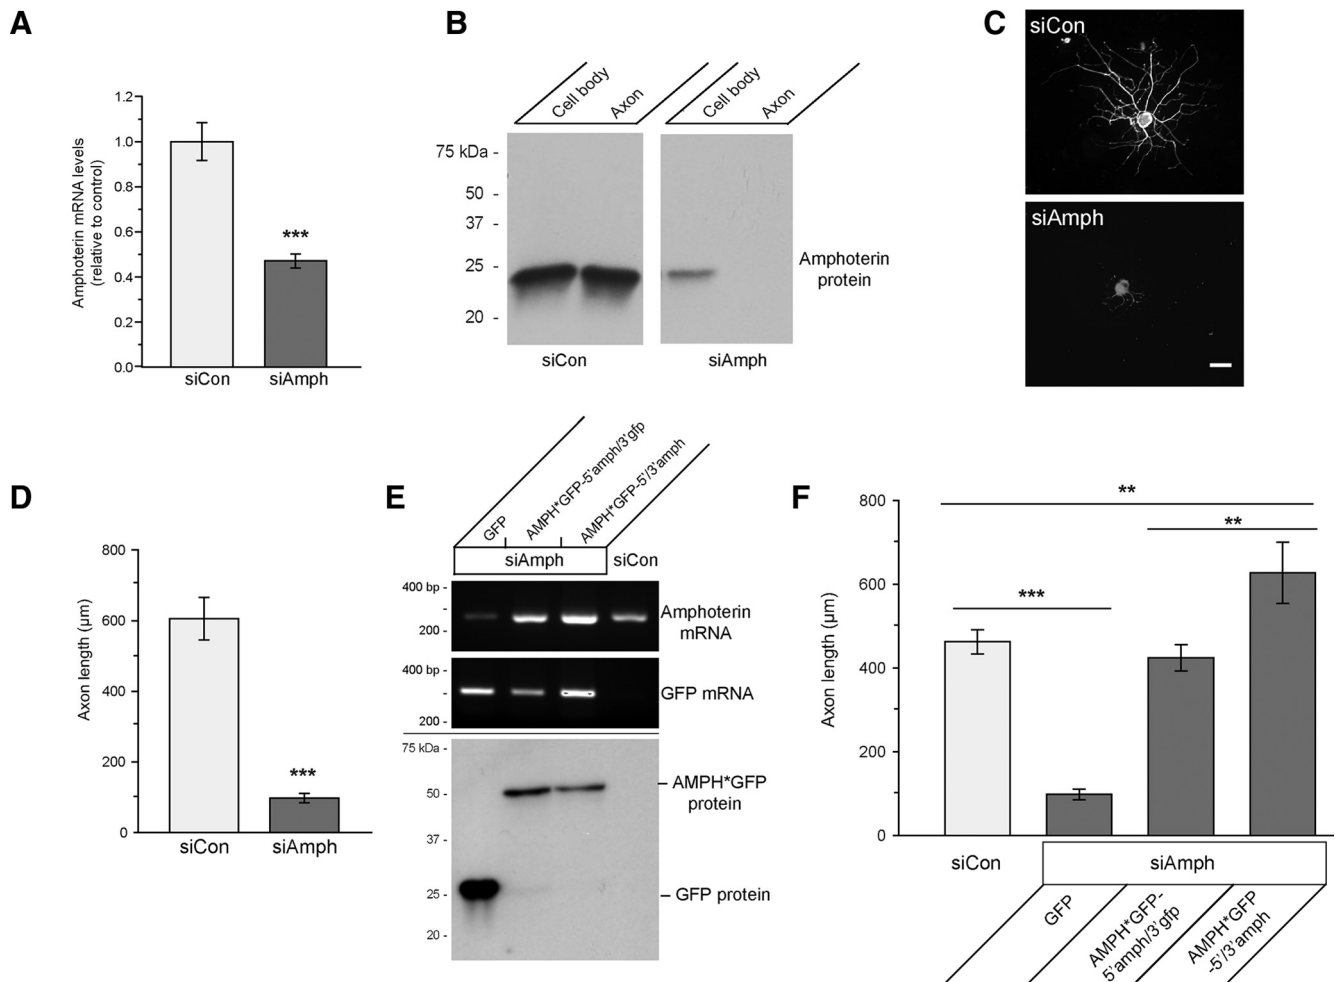 A
1.2
1.0
0.8
0.6
0.4
0.2
0.0
Amphoterin mRNA levels
(relative to control)
***
siCon
siAmph
B
Cell body
Axon
Cell body
Axon
75 kDa -
50 -
37 -
25 -
20 -
Amphoterin
protein
siCon
siAmph
C
siCon
siAmph
D
800
600
400
200
0
Axon length (µm)
***
siCon
siAmph
E
GFP
AMPH*GFP-5'amph/3'gfp
AMPH*GFP-5'/3'amph
siAmph
siCon
400 bp -
-
200 -
Amphoterin
mRNA
400 bp -
-
200 -
GFP mRNA
75 kDa -
50 -
37 -
25 -
20 -
AMPH*GFP
protein
GFP protein
F
800
600
400
200
0
Axon length (µm)
**
**
***
siCon
siAmph
GFP
AMPH*GFP-
5'amph/3'gfp
AMPH*GFP
-5'/3'amph